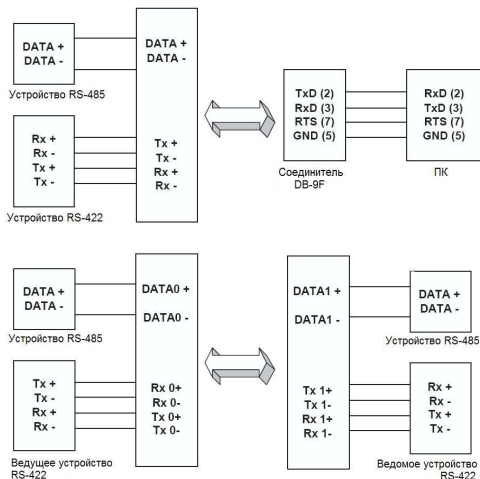 DATA +
DATA -
Устройство RS-485
Rx +
Rx -
Tx +
Tx -
Устройство RS-422
DATA +
DATA -
Tx +
Tx -
Rx +
Rx -
TxD (2)
RxD (3)
RTS (7)
GND (5)
Соединитель
DB-9F
RxD (2)
TxD (3)
RTS (7)
GND (5)
ПК
DATA +
DATA -
Устройство RS-485
Tx +
Tx -
Rx +
Rx -
Ведущее устройство
RS-422
DATA0 +
DATA0 -
Rx 0+
Rx 0-
Tx 0+
Tx 0-
DATA1 +
DATA1 -
Tx 1+
Tx 1-
Rx 1+
Rx 1-
DATA +
DATA -
Устройство RS-485
Rx +
Rx -
Tx +
Tx -
Ведомое устройство
RS-422